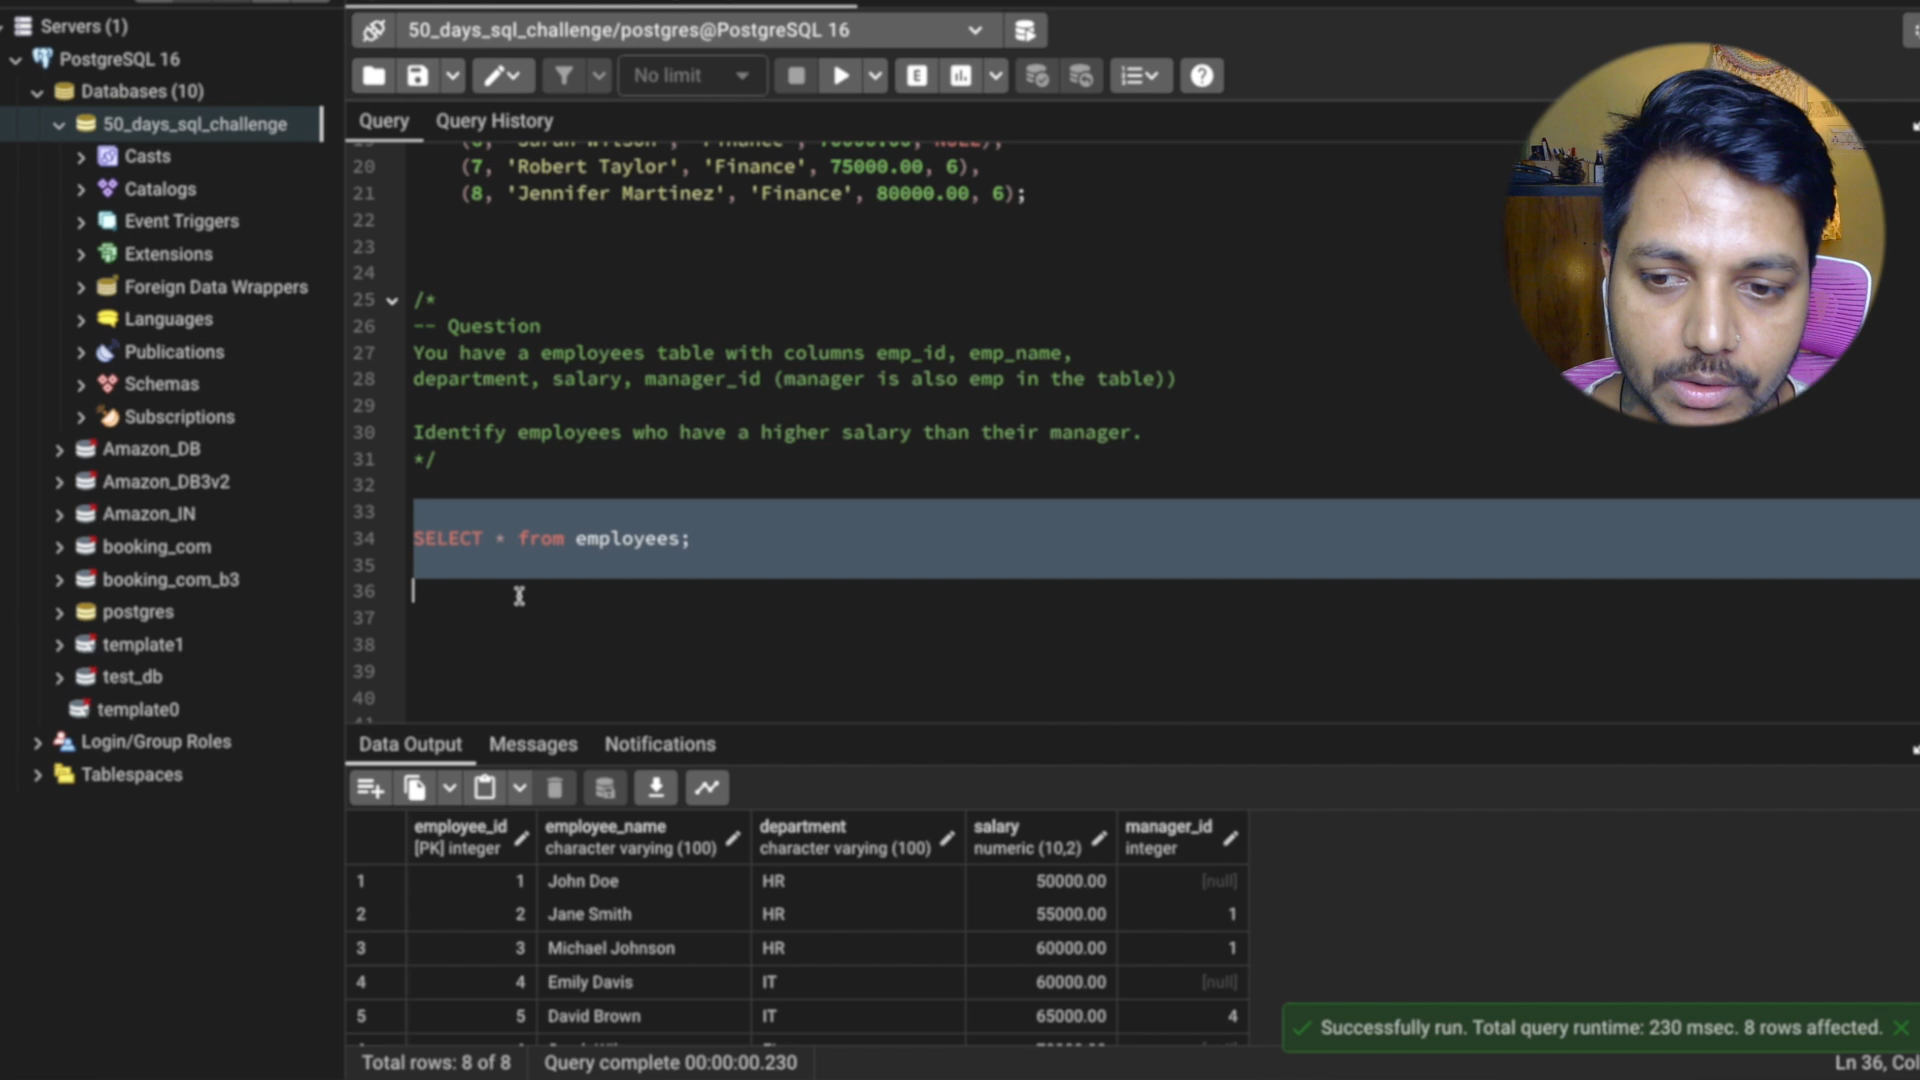 Servers (1)
PostgreSQL 16
Databases (10)
50_days_sql_challenge
Casts
Catalogs
Event Triggers
Extensions
Foreign Data Wrappers
Languages
Publications
Schemas
Subscriptions
Amazon_DB
Amazon_DB3v2
Amazon_IN
booking_com
booking_com_b3
postgres
template1
test_db
template0
Login/Group Roles
Tablespaces
50_days_sql_challenge/postgres@PostgreSQL 16
No limit
E
Query Query History
20 (7, 'Robert Taylor', 'Finance', 75000.00, 6),
21 (8, 'Jennifer Martinez', 'Finance', 80000.00, 6);
22
23
24
25 /*
26 -- Question
27 You have a employees table with columns emp_id, emp_name,
28 department, salary, manager_id (manager is also emp in the table))
29
30 Identify employees who have a higher salary than their manager.
31 */
32
33
34 SELECT * from employees;
35
36
37
38
39
40
Data Output Messages Notifications
employee_id employee_name department salary manager_id
[PK] integer character varying (100) character varying (100) numeric (10,2) integer
1 1 John Doe HR 50000.00 [null]
2 2 Jane Smith HR 55000.00 1
3 3 Michael Johnson HR 60000.00 1
4 4 Emily Davis IT 60000.00 [null]
5 5 David Brown IT 65000.00 4
Successfully run. Total query runtime: 230 msec. 8 rows affected.
Total rows: 8 of 8 Query complete 00:00:00.230
Ln 36, Col